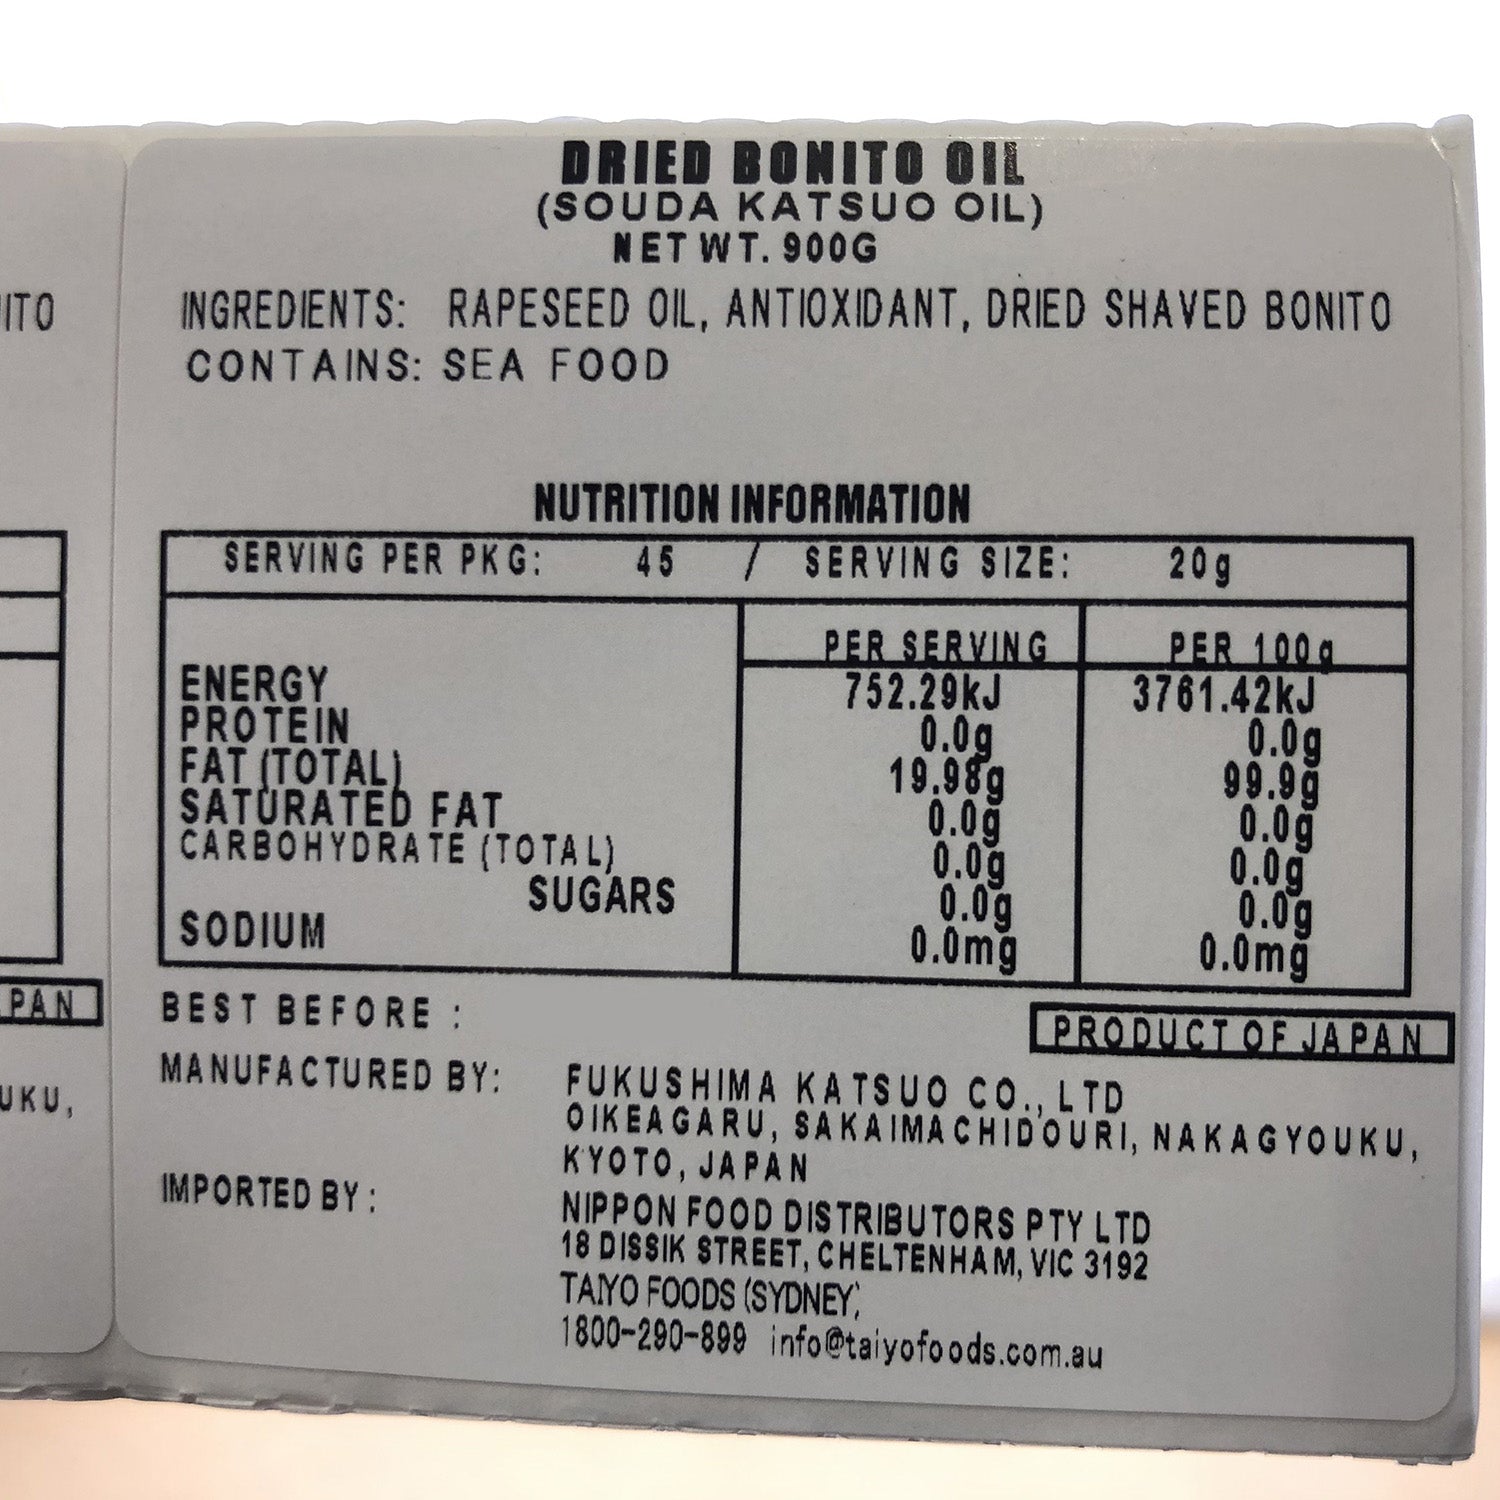 DRIED BONITO OIL
(SOUDA KATSUO OIL)
NET WT. 900G
INGREDIENTS: RAPESEED OIL, ANTIOXIDANT, DRIED SHAVED BONITO
CONTAINS: SEA FOOD
NUTRITION INFORMATION
SERVING PER PKG: 45 / SERVING SIZE: 20g
PER SERVING PER 100g
ENERGY 752.29kJ 3761.42kJ
PROTEIN 0.0g 0.0g
FAT (TOTAL) 19.98g 99.9g
SATURATED FAT 0.0g 0.0g
CARBOHYDRATE (TOTAL) 0.0g 0.0g
SUGARS 0.0g 0.0g
SODIUM 0.0mg 0.0mg
BEST BEFORE :
PRODUCT OF JAPAN
MANUFACTURED BY: FUKUSHIMA KATSUO CO., LTD
OIKEAGARU, SAKAIMACHIDOURI, NAKAGYOUKU,
KYOTO, JAPAN
IMPORTED BY : NIPPON FOOD DISTRIBUTORS PTY LTD
18 DISSIK STREET, CHELTENHAM, VIC 3192
TAIYO FOODS (SYDNEY)
1800-290-899 info@taiyofoods.com.au
ITO
PAN
UKU,